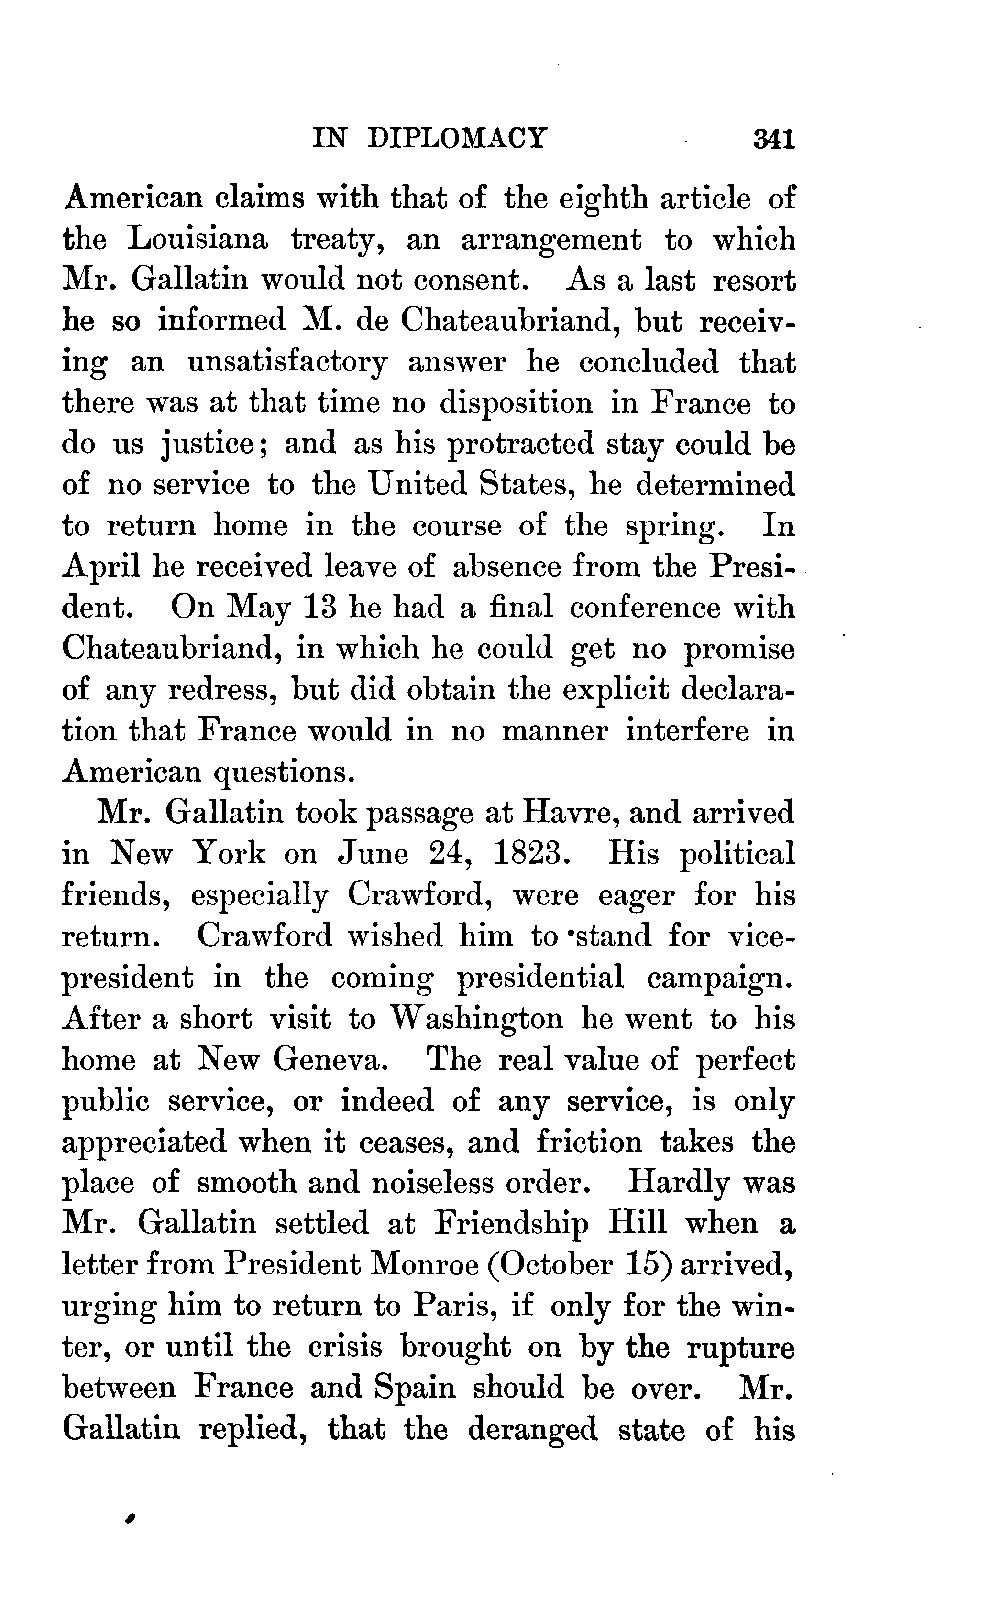 IN DIPLOMACY 341
American claims with that of the eighth article of
the Louisiana treaty, an arrangement to which
Mr. Gallatin would not consent. As a last resort
he so informed M. de Chateaubriand, but receiv-
ing an unsatisfactory answer he concluded that
there was at that time no disposition in France to
do us justice; and as his protracted stay could be
of no service to the United States, he determined
to return home in the course of the spring. In
April he received leave of absence from the Presi-
dent. On May 13 he had a final conference with
Chateaubriand, in which he could get no promise
of any redress, but did obtain the explicit declara-
tion that France would in no manner interfere in
American questions.
Mr. Gallatin took passage at Havre, and arrived
in New York on June 24, 1823. His political
friends, especially Crawford, were eager for his
return. Crawford wished him to stand for vice-
president in the coming presidential campaign.
After a short visit to Washington he went to his
home at New Geneva. The real value of perfect
public service, or indeed of any service, is only
appreciated when it ceases, and friction takes the
place of smooth and noiseless order. Hardly was
Mr. Gallatin settled at Friendship Hill when a
letter from President Monroe (October 15) arrived,
urging him to return to Paris, if only for the win-
ter, or until the crisis brought on by the rupture
between France and Spain should be over. Mr.
Gallatin replied, that the deranged state of his